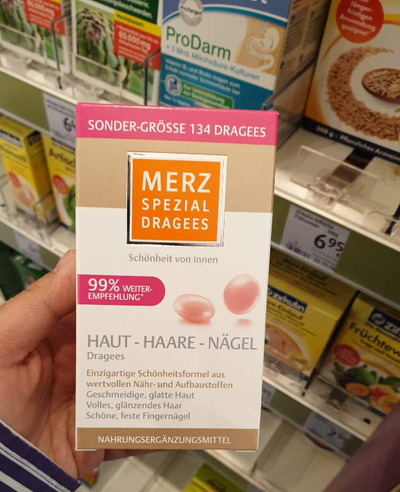 ProDarm
SONDER-GRÖSSE 134 DRAGEES
MERZ
SPEZIAL
DRAGEES
Schönheit von innen
99% WEITER-
EMPFEHLUNG*
HAUT - HAARE - NÄGEL
Dragees
Einzigartige Schönheitsformel aus
wertvollen Nähr- und Aufbaustoffen
Geschmeidige, glatte Haut
Volles, glänzendes Haar
Schöne, feste Fingernägel
NAHRUNGSERGÄNZUNGSMITTEL
6.95
Zirkulin